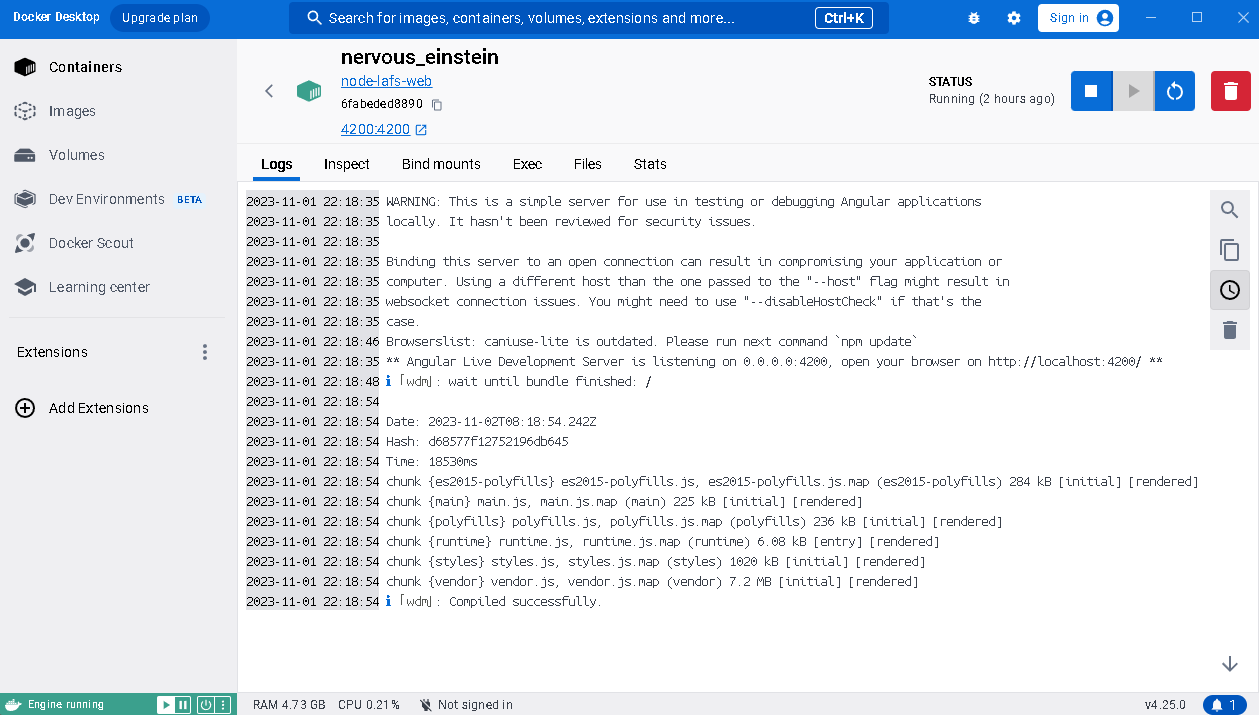 Docker Desktop
Upgrade plan
Search for images, containers, volumes, extensions and more...
Ctrl+K
Sign in
Containers
Images
Volumes
Dev Environments BETA
Docker Scout
Learning center
Extensions
Add Extensions
nervous_einstein
node-lafs-web
6fabeded8890
4200:4200
STATUS
Running (2 hours ago)
Logs Inspect Bind mounts Exec Files Stats
2023-11-01 22:18:35 WARNING: This is a simple server for use in testing or debugging Angular applications
2023-11-01 22:18:35 locally. It hasn't been reviewed for security issues.
2023-11-01 22:18:35
2023-11-01 22:18:35 Binding this server to an open connection can result in compromising your application or
2023-11-01 22:18:35 computer. Using a different host than the one passed to the "--host" flag might result in
2023-11-01 22:18:35 websocket connection issues. You might need to use "--disableHostCheck" if that's the
2023-11-01 22:18:35 case.
2023-11-01 22:18:46 Browserslist: caniuse-lite is outdated. Please run next command `npm update`
2023-11-01 22:18:35 ** Angular Live Development Server is listening on 0.0.0.0:4200, open your browser on http://localhost:4200/ **
2023-11-01 22:18:48 ℹ ｢wdm｣: wait until bundle finished: /
2023-11-01 22:18:54
2023-11-01 22:18:54 Date: 2023-11-02T08:18:54.242Z
2023-11-01 22:18:54 Hash: d68577f12752196db645
2023-11-01 22:18:54 Time: 18530ms
2023-11-01 22:18:54 chunk {es2015-polyfills} es2015-polyfills.js, es2015-polyfills.js.map (es2015-polyfills) 284 kB [initial] [rendered]
2023-11-01 22:18:54 chunk {main} main.js, main.js.map (main) 225 kB [initial] [rendered]
2023-11-01 22:18:54 chunk {polyfills} polyfills.js, polyfills.js.map (polyfills) 236 kB [initial] [rendered]
2023-11-01 22:18:54 chunk {runtime} runtime.js, runtime.js.map (runtime) 6.08 kB [entry] [rendered]
2023-11-01 22:18:54 chunk {styles} styles.js, styles.js.map (styles) 1020 kB [initial] [rendered]
2023-11-01 22:18:54 chunk {vendor} vendor.js, vendor.js.map (vendor) 7.2 MB [initial] [rendered]
2023-11-01 22:18:54 ℹ ｢wdm｣: Compiled successfully.
Engine running
RAM 4.73 GB CPU 0.21% Not signed in
v4.25.0
1